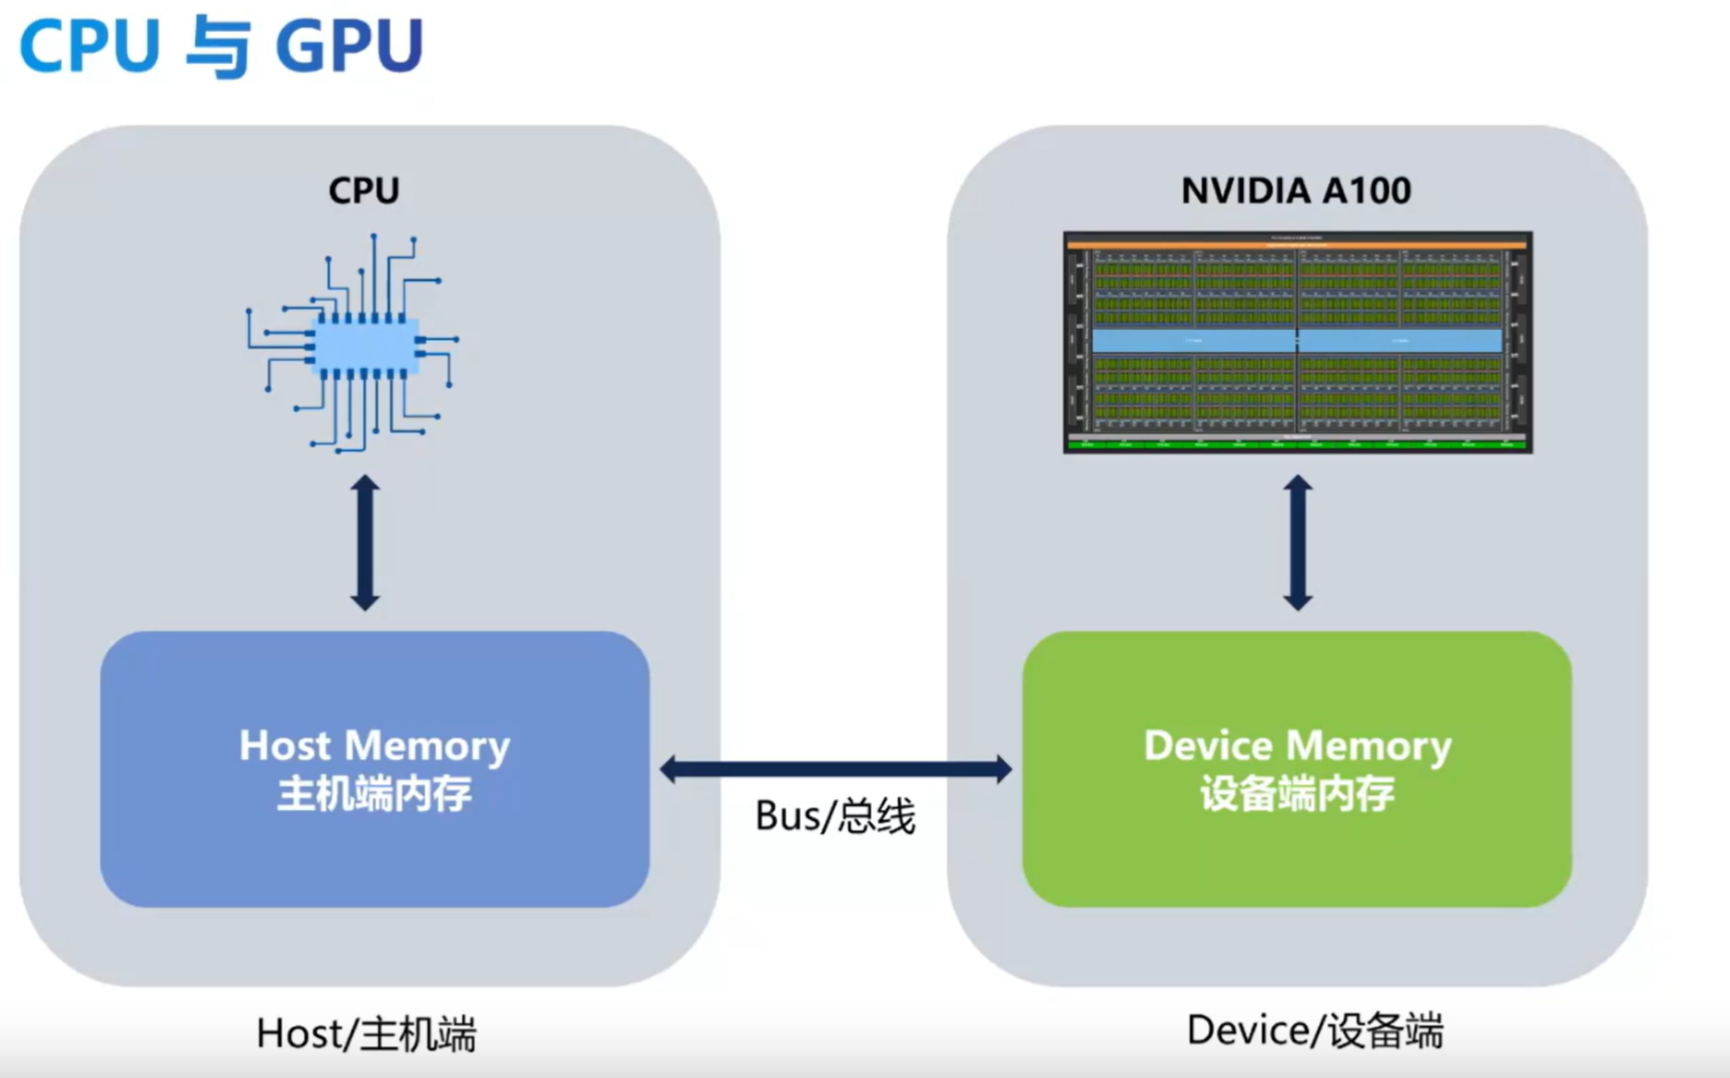 CPU 与 GPU
CPU
NVIDIA A100
Host Memory
主机端内存
Device Memory
设备端内存
Bus/总线
Host/主机端
Device/设备端